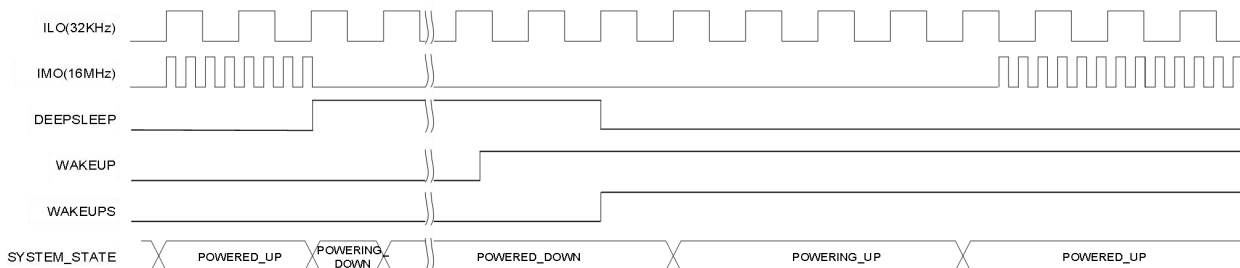 ILO(32KHz)
IMO(16MHz)
DEEPSLEEP
WAKEUP
WAKEUPS
SYSTEM_STATE
POWERED_UP
POWERING_
DOWN
POWERED_DOWN
POWERING_UP
POWERED_UP